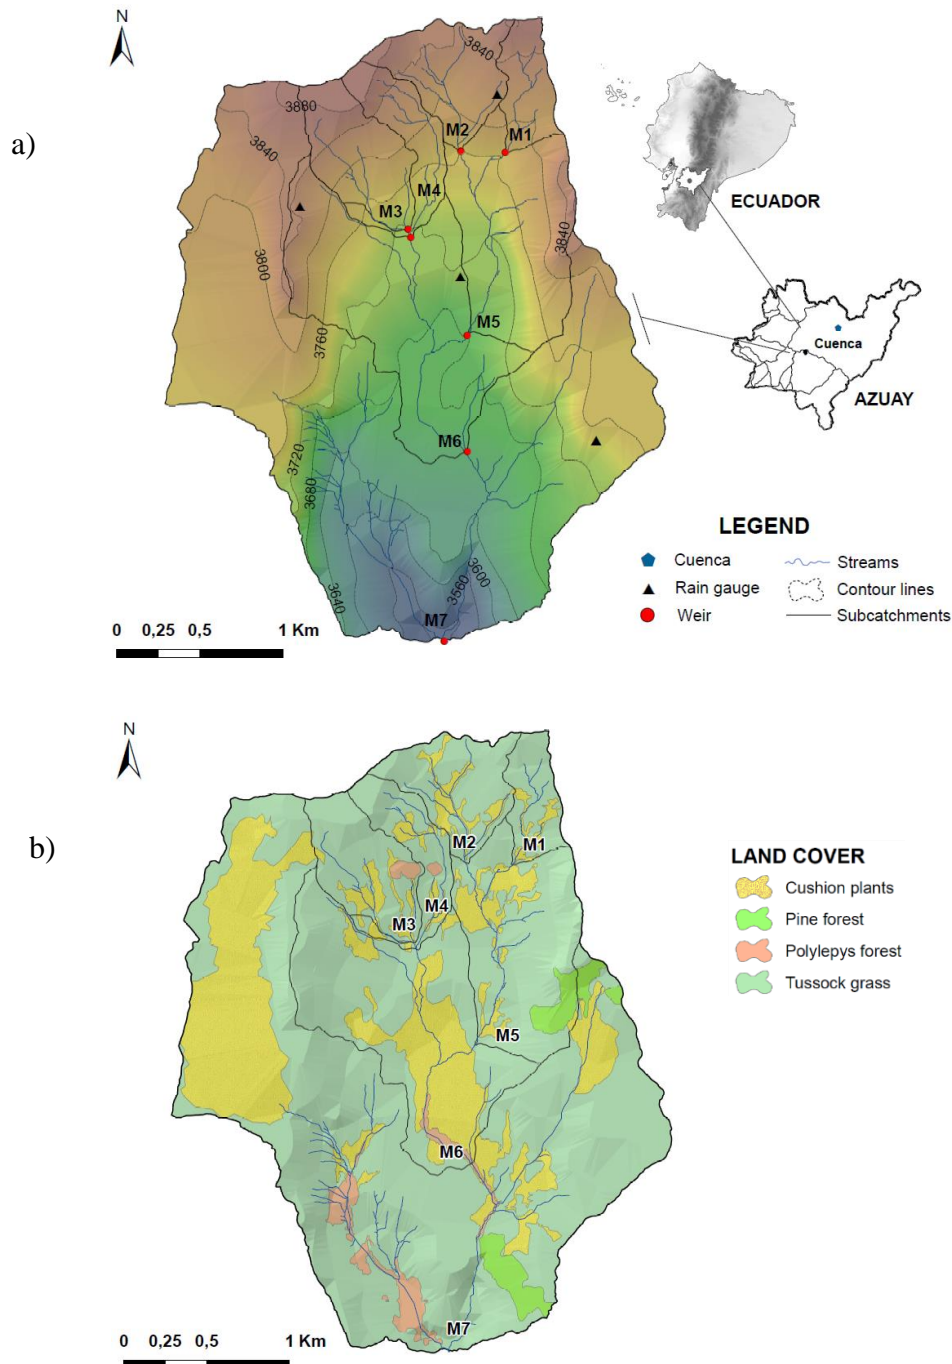 a)
N
3840
3880
3840
M2
M1
M4
M3
3800
3840
3760
M5
M6
3720
3680
3640
3600
3560
M7
0 0,25 0,5 1 Km
ECUADOR
Cuenca
AZUAY
LEGEND
Cuenca
Rain gauge
Weir
Streams
Contour lines
Subcatchments
b)
N
M2
M1
M4
M3
M5
M6
M7
0 0,25 0,5 1 Km
LAND COVER
Cushion plants
Pine forest
Polylepys forest
Tussock grass